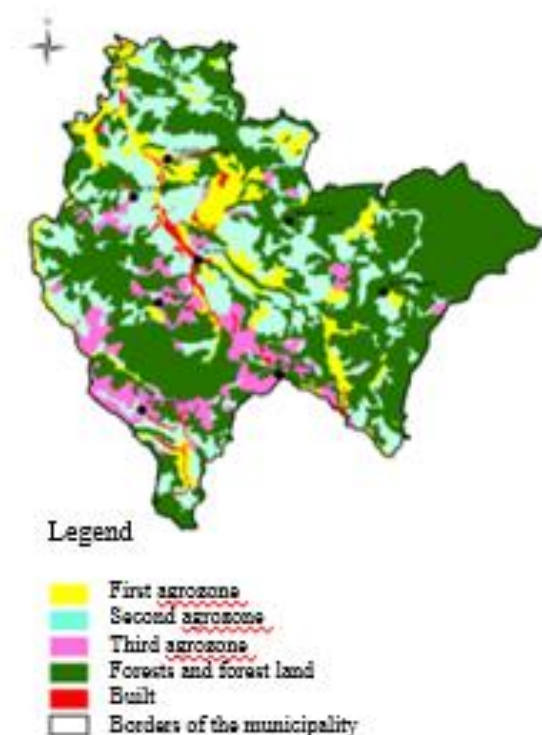 Legend
First agrozone
Second agrozone
Third agrozone
Forests and forest land
Built
Borders of the municipality